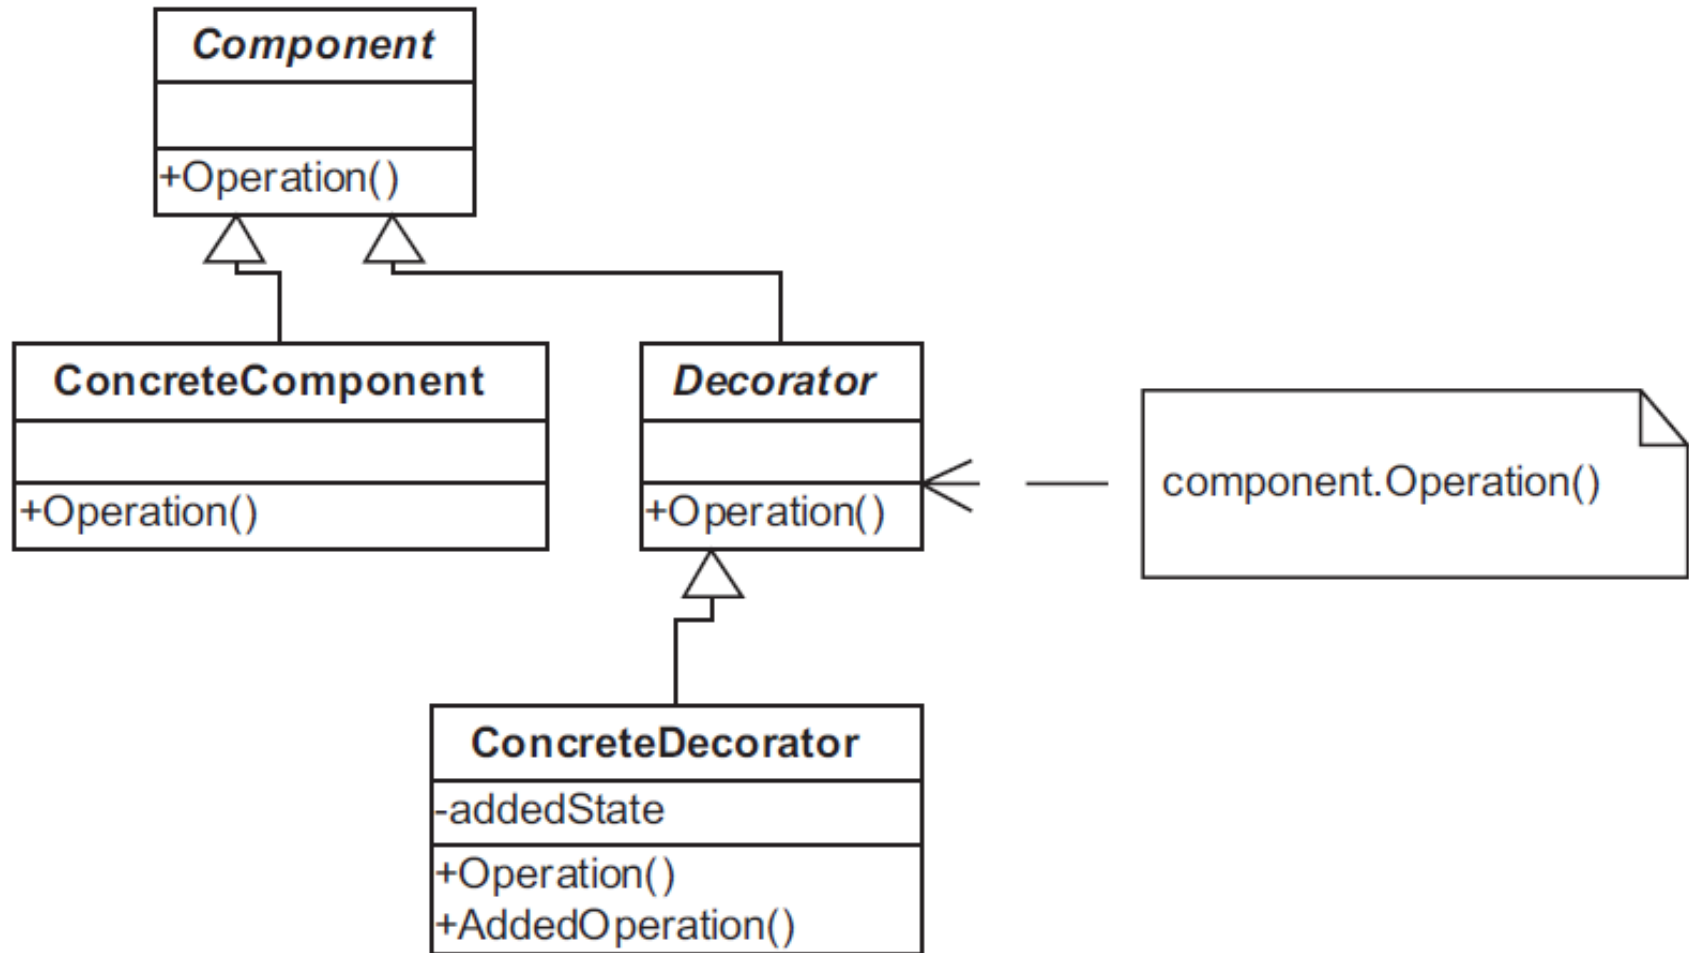 Component
+Operation()
ConcreteComponent
+Operation()
Decorator
+Operation()
component.Operation()
ConcreteDecorator
-addedState
+Operation()
+AddedOperation()